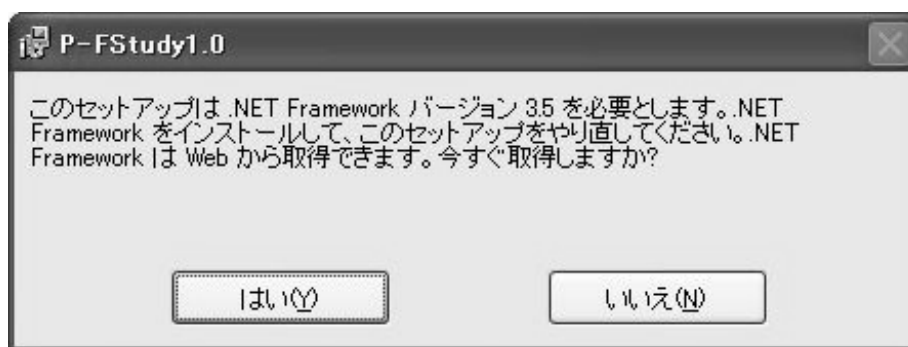 P-FStudy1.0
このセットアップは .NET Framework バージョン 3.5 を必要とします。.NET
Framework をインストールして、このセットアップをやり直してください。.NET
Framework は Web から取得できます。今すぐ取得しますか?
はい(Y)
いいえ(N)